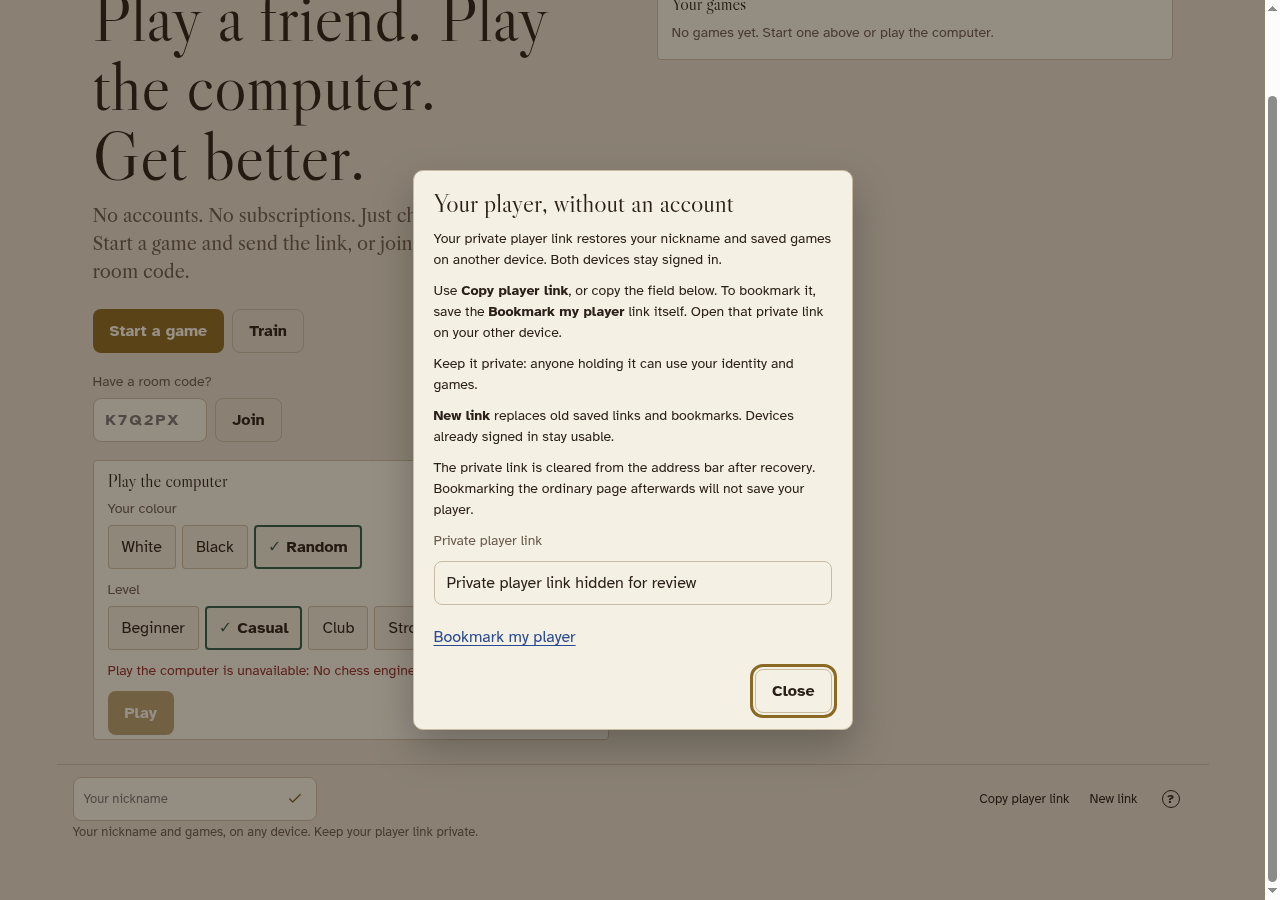 Play a friend. Play
the computer.
Get better.
No accounts. No subscriptions. Just ch
Start a game and send the link, or join
room code.
Start a game
Train
Have a room code?
K7Q2PX
Join
Play the computer
Your colour
White
Black
✓ Random
Level
Beginner
✓ Casual
Club
Stro
Play the computer is unavailable: No chess engine
Play
Your games
No games yet. Start one above or play the computer.
Your player, without an account
Your private player link restores your nickname and saved games
on another device. Both devices stay signed in.
Use Copy player link, or copy the field below. To bookmark it,
save the Bookmark my player link itself. Open that private link
on your other device.
Keep it private: anyone holding it can use your identity and
games.
New link replaces old saved links and bookmarks. Devices
already signed in stay usable.
The private link is cleared from the address bar after recovery.
Bookmarking the ordinary page afterwards will not save your
player.
Private player link
Private player link hidden for review
Bookmark my player
Close
Your nickname
Copy player link
New link
?
Your nickname and games, on any device. Keep your player link private.